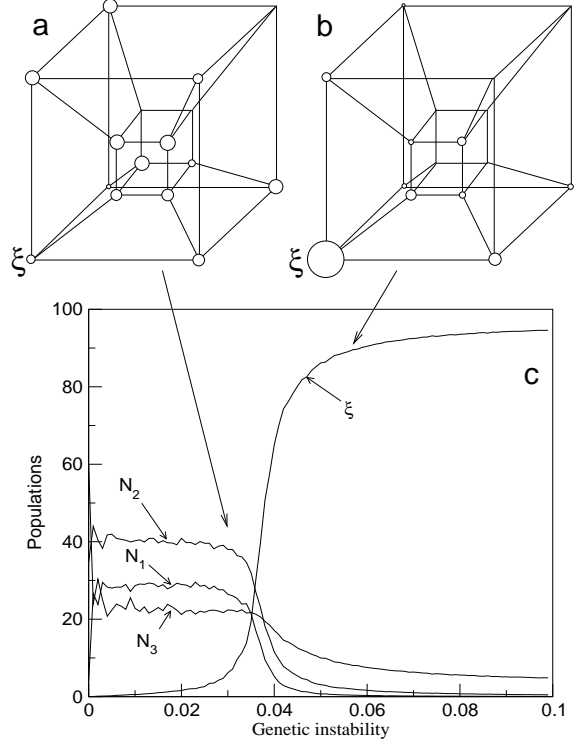 a
b
ξ
ξ
100
80
60
40
20
0
Populations
c
ξ
N2
N1
N3
0
0.02
0.04
0.06
0.08
0.1
Genetic instability